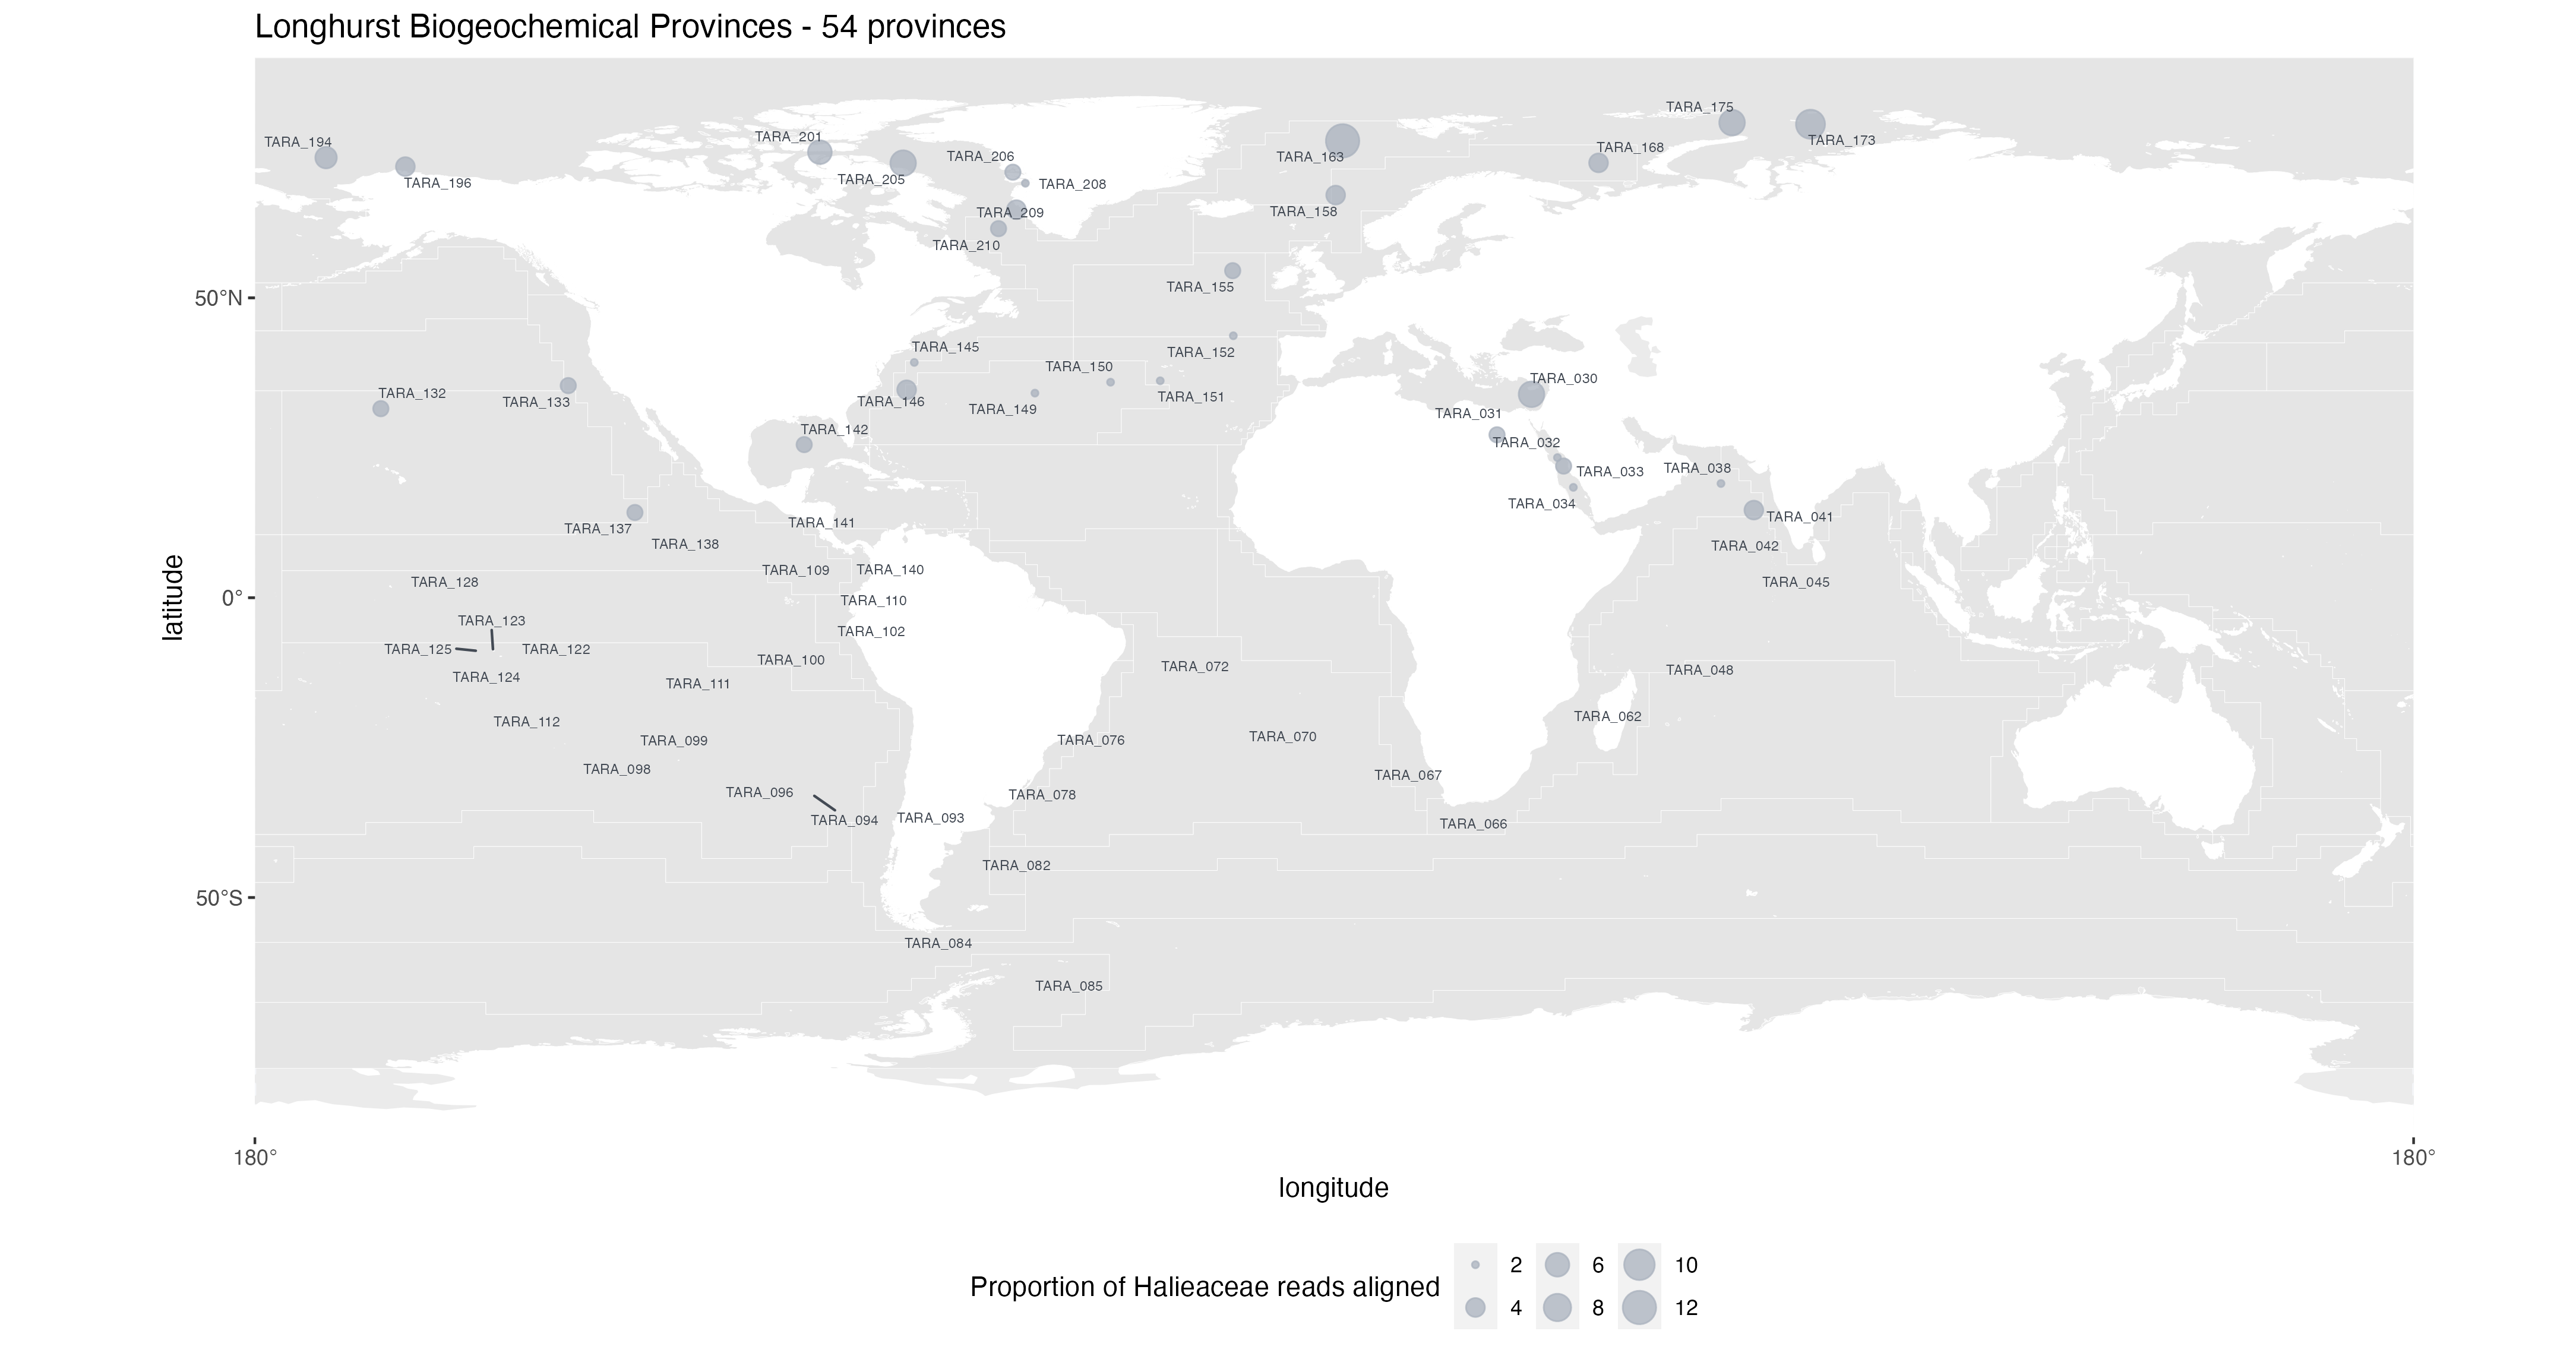 Longhurst Biogeochemical Provinces - 54 provinces
TARA_175
TARA_201
TARA_173
TARA_194
TARA_168
TARA_206
TARA_163
TARA_205
TARA_196
TARA_208
TARA_209
TARA_158
TARA_210
TARA_155
50°N
TARA_145
TARA_152
TARA_150
TARA_030
TARA_132
TARA_151
TARA_133
TARA_146
TARA_149
TARA_031
TARA_142
TARA_032
TARA_038
TARA_033
TARA_034
TARA_041
TARA_141
TARA_137
TARA_138
TARA_042
TARA_109
TARA_140
TARA_128
TARA_045
0°
TARA_110
TARA_123
TARA_102
TARA_125
TARA_122
TARA_100
TARA_072
TARA_048
TARA_124
TARA_111
TARA_062
TARA_112
TARA_070
TARA_099
TARA_076
TARA_098
TARA_067
TARA_096
TARA_078
TARA_093
TARA_094
TARA_066
TARA_082
50°S
TARA_084
TARA_085
latitude
180°
180°
longitude
Proportion of Halieaceae reads aligned
2 6 10
4 8 12